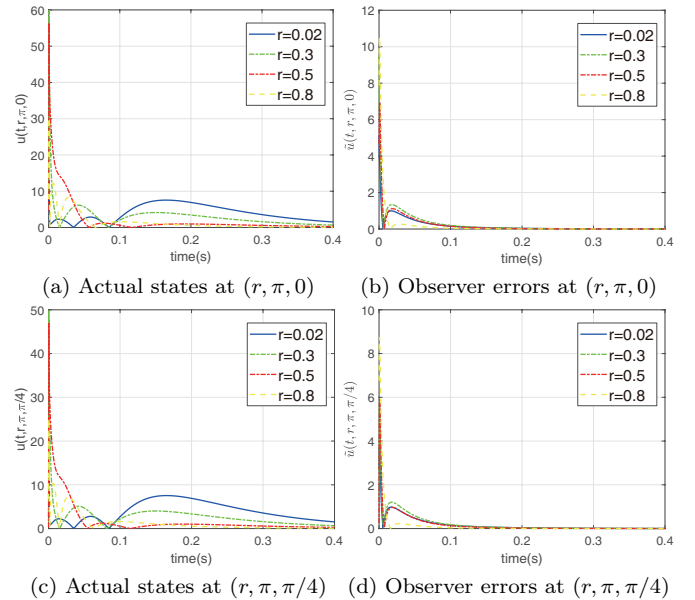 60
50
40
30
20
10
0
0
0.1
0.2
0.3
0.4
u(t,r,π,0)
time(s)
r=0.02
r=0.3
r=0.5
r=0.8
(a) Actual states at (r, π, 0)
12
10
8
6
4
2
0
0
0.1
0.2
0.3
0.4
ũ(t, r, π, 0)
time(s)
r=0.02
r=0.3
r=0.5
r=0.8
(b) Observer errors at (r, π, 0)
50
40
30
20
10
0
0
0.1
0.2
0.3
0.4
u(t,r,π,π/4)
time(s)
r=0.02
r=0.3
r=0.5
r=0.8
(c) Actual states at (r, π, π/4)
10
8
6
4
2
0
0
0.1
0.2
0.3
0.4
ũ(t, r, π, π/4)
time(s)
r=0.02
r=0.3
r=0.5
r=0.8
(d) Observer errors at (r, π, π/4)